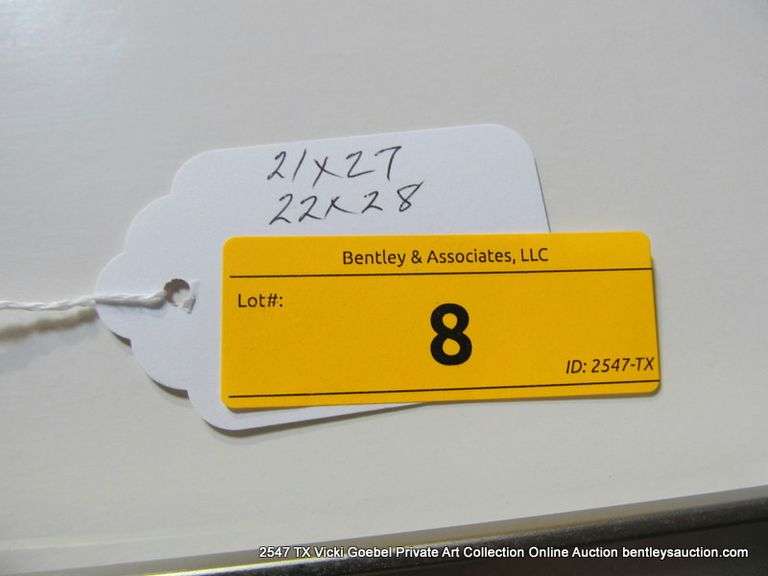 21x27
22x28
Bentley & Associates, LLC
Lot#:
8
ID: 2547-TX
2547 TX Vicki Goebel Private Art Collection Online Auction bentleysauction.com